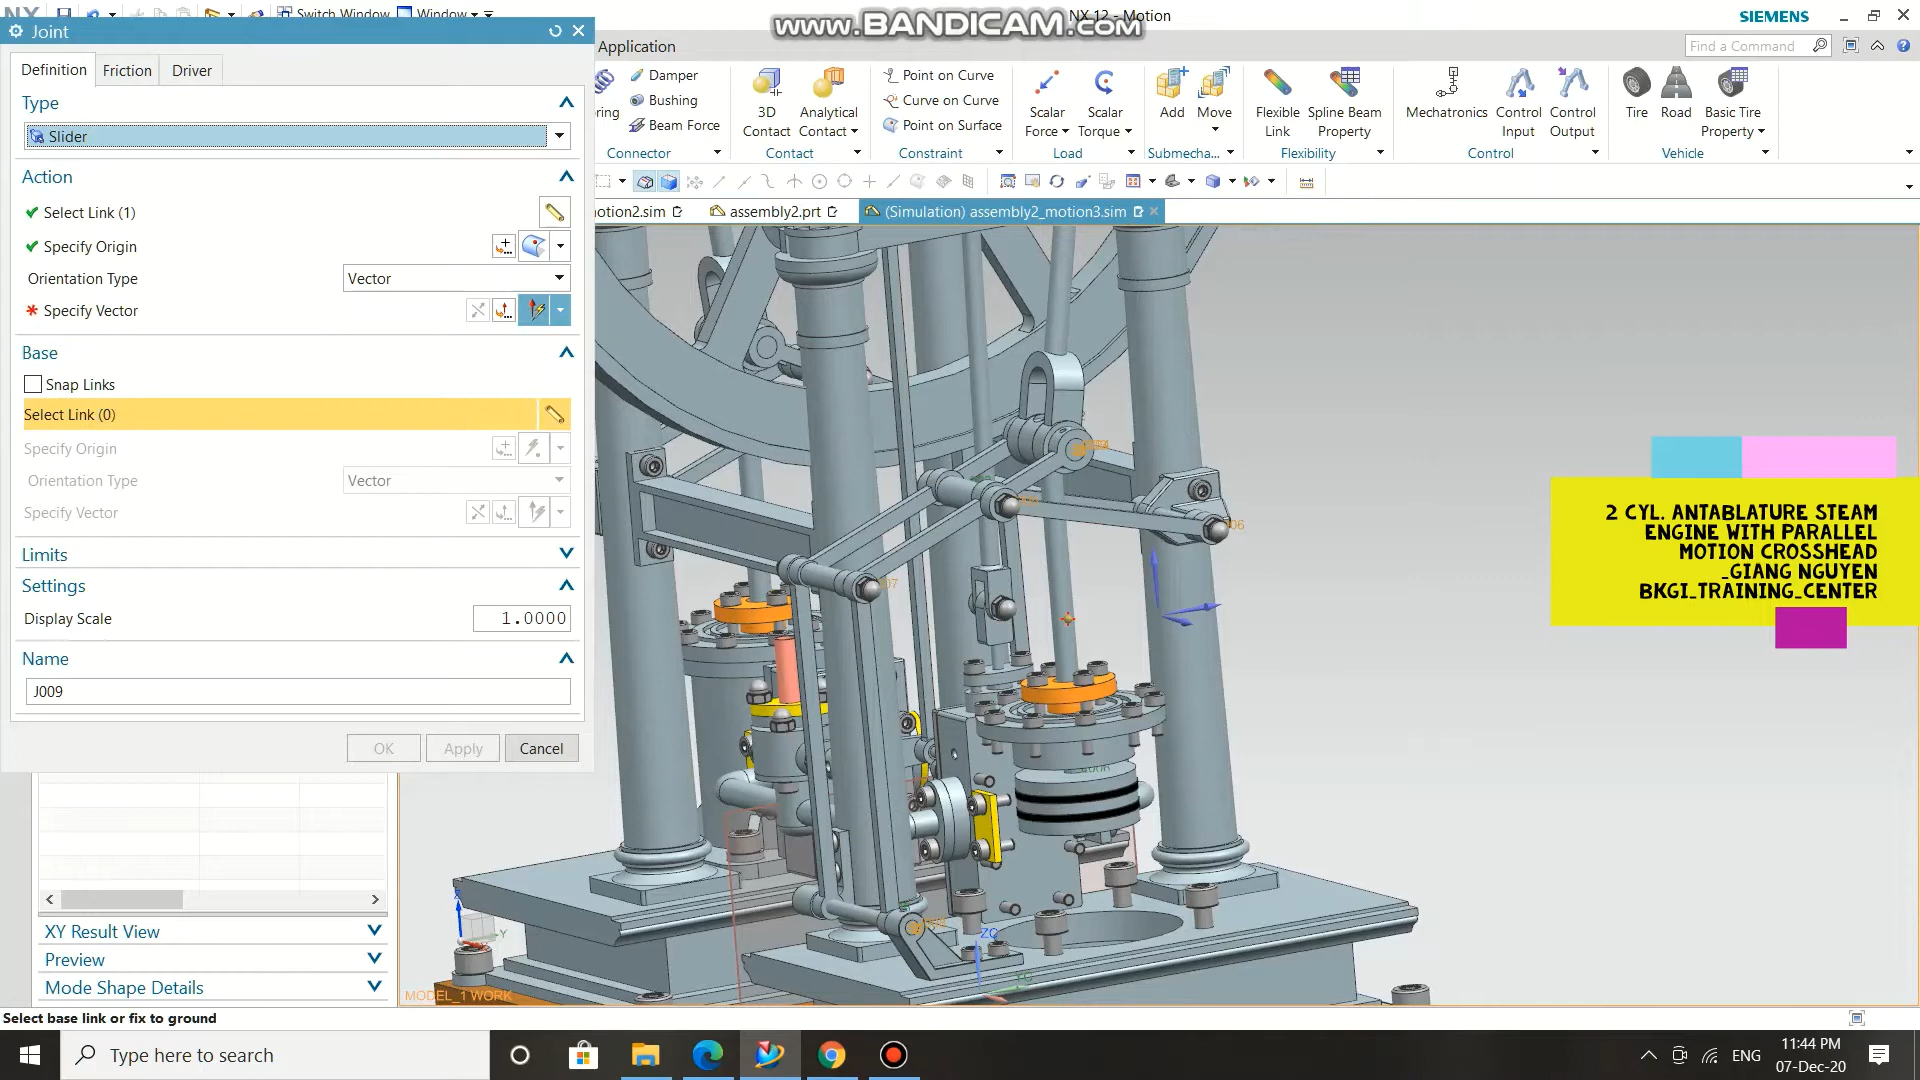 NX
Switch Window
Window
www.BANDICAM.com
NX 12 - Motion
SIEMENS
Joint
Application
Find a Command
Definition
Friction
Driver
Type
Slider
Action
Select Link (1)
Specify Origin
Orientation Type
Vector
Specify Vector
Base
Snap Links
Select Link (0)
Specify Origin
Orientation Type
Vector
Specify Vector
Limits
Settings
Display Scale
1.0000
Name
J009
OK
Apply
Cancel
ring
Damper
Bushing
Beam Force
Connector
3D
Contact
Analytical
Contact
Contact
Point on Curve
Curve on Curve
Point on Surface
Constraint
Scalar
Force
Scalar
Torque
Load
Add
Move
Submecha...
Flexible
Link
Spline Beam
Property
Flexibility
Mechatronics
Control
Input
Control
Output
Control
Tire
Road
Basic Tire
Property
Vehicle
otion2.sim
assembly2.prt
(Simulation) assembly2_motion3.sim
2 CYL. ANTABLATURE STEAM
ENGINE WITH PARALLEL
MOTION CROSSHEAD
_GIANG NGUYEN
BKGI_TRAINING_CENTER
ZC
Y
MODEL_1 WORK
XY Result View
Preview
Mode Shape Details
Select base link or fix to ground
Type here to search
ENG
11:44 PM
07-Dec-20